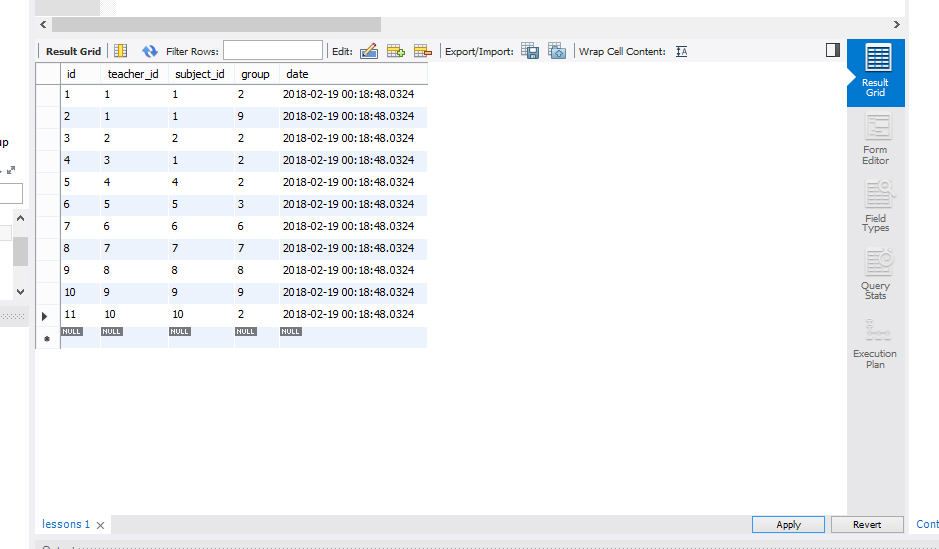 Result Grid Filter Rows: Edit: Export/Import: Wrap Cell Content: IA
id teacher_id subject_id group date
1 1 1 2 2018-02-19 00:18:48.0324
2 1 1 9 2018-02-19 00:18:48.0324
3 2 2 2 2018-02-19 00:18:48.0324
4 3 1 2 2018-02-19 00:18:48.0324
5 4 4 2 2018-02-19 00:18:48.0324
6 5 5 3 2018-02-19 00:18:48.0324
7 6 6 6 2018-02-19 00:18:48.0324
8 7 7 7 2018-02-19 00:18:48.0324
9 8 8 8 2018-02-19 00:18:48.0324
10 9 9 9 2018-02-19 00:18:48.0324
11 10 10 2 2018-02-19 00:18:48.0324
NULL NULL NULL NULL NULL
up
Result
Grid
Form
Editor
Field
Types
Query
Stats
Execution
Plan
lessons 1 Apply Revert Cont